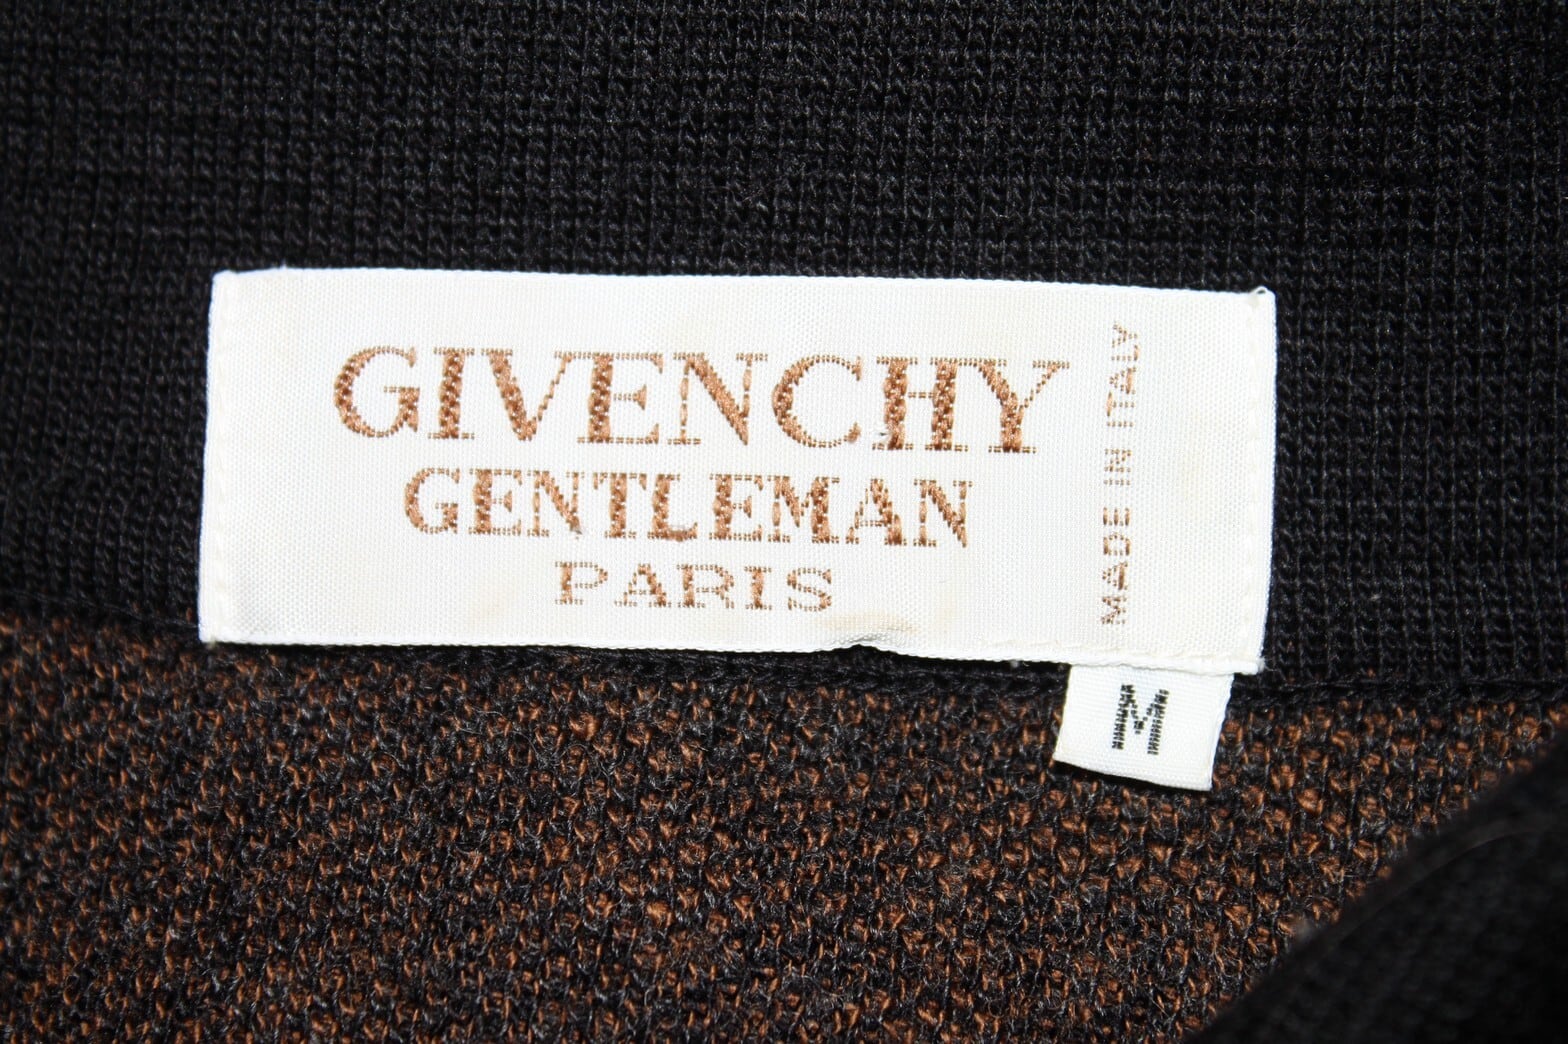 GIVENCHY
GENTLEMAN
PARIS
MADE IN ITALY
M